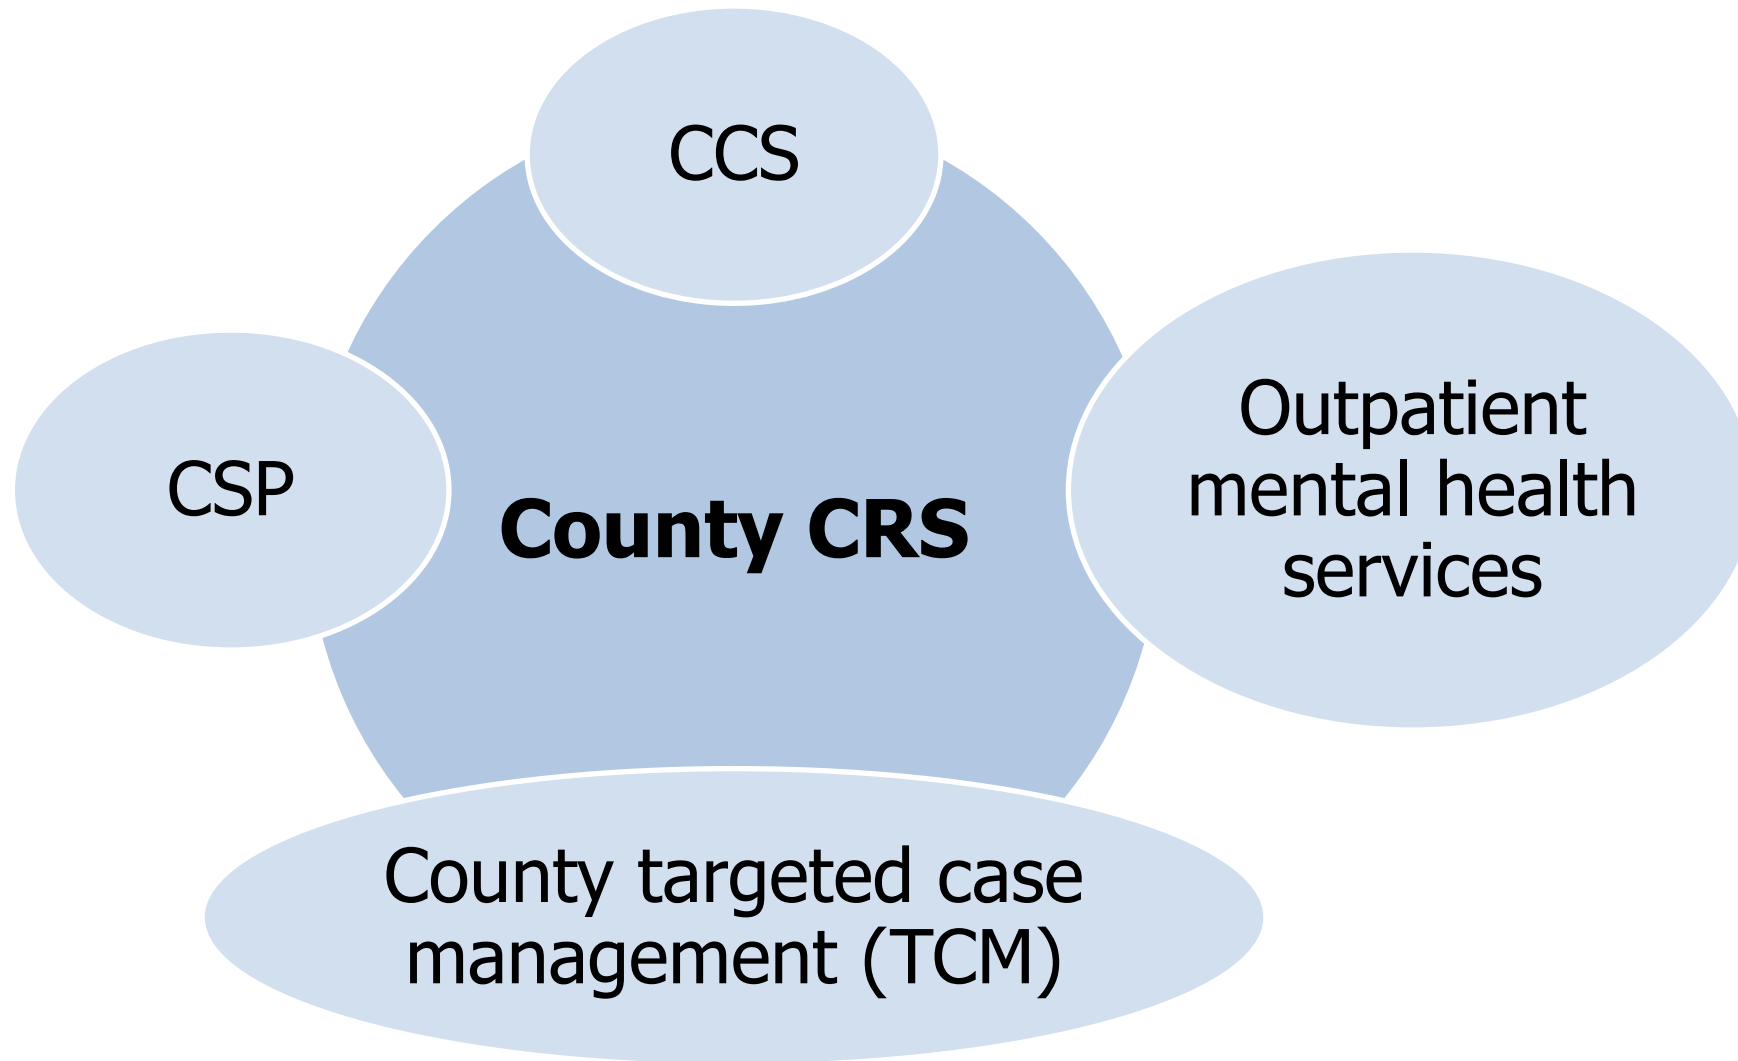 CCS
CSP
County CRS
Outpatient
mental health
services
County targeted case
management (TCM)